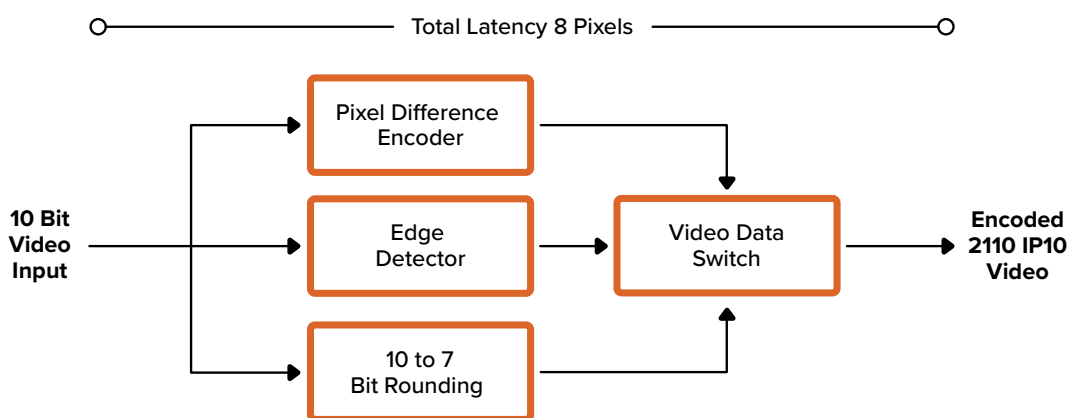 Total Latency 8 Pixels
Pixel Difference
Encoder
10 Bit
Video
Input
Edge
Detector
Video Data
Switch
Encoded
2110 IP10
Video
10 to 7
Bit Rounding